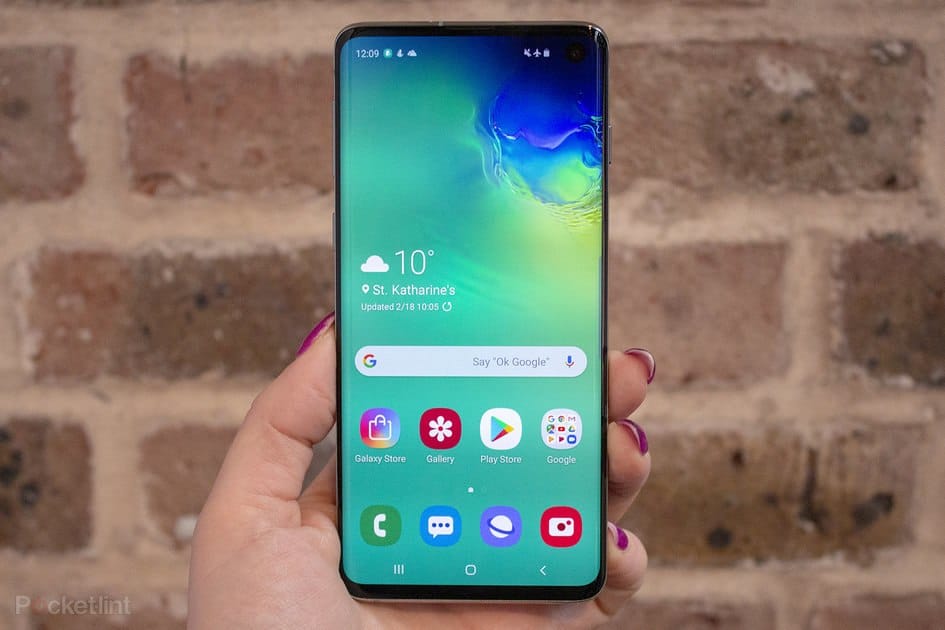 12:09
10°
St. Katharine's
Updated 2/18 10:05
G Say "Ok Google"
Galaxy Store Gallery Play Store Google
Pocketlint